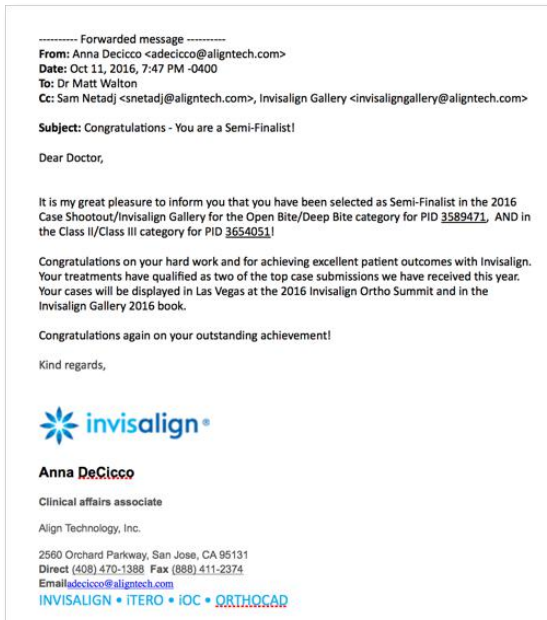 ---------- Forwarded message ----------
From: Anna Decicco <adecicco@aligntech.com>
Date: Oct 11, 2016, 7:47 PM -0400
To: Dr Matt Walton
Cc: Sam Netadj <snetadj@aligntech.com>, Invisalign Gallery <invisaligngallery@aligntech.com>
Subject: Congratulations - You are a Semi-Finalist!
Dear Doctor,
It is my great pleasure to inform you that you have been selected as Semi-Finalist in the 2016
Case Shootout/Invisalign Gallery for the Open Bite/Deep Bite category for PID 3589471, AND in
the Class II/Class III category for PID 3654051!
Congratulations on your hard work and for achieving excellent patient outcomes with Invisalign.
Your treatments have qualified as two of the top case submissions we have received this year.
Your cases will be displayed in Las Vegas at the 2016 Invisalign Ortho Summit and in the
Invisalign Gallery 2016 book.
Congratulations again on your outstanding achievement!
Kind regards,
invisalign®
Anna DeCicco
Clinical affairs associate
Align Technology, Inc.
2560 Orchard Parkway, San Jose, CA 95131
Direct (408) 470-1388 Fax (888) 411-2374
Emailadecicco@aligntech.com
INVISALIGN • iTERO • iOC • ORTHOCAD